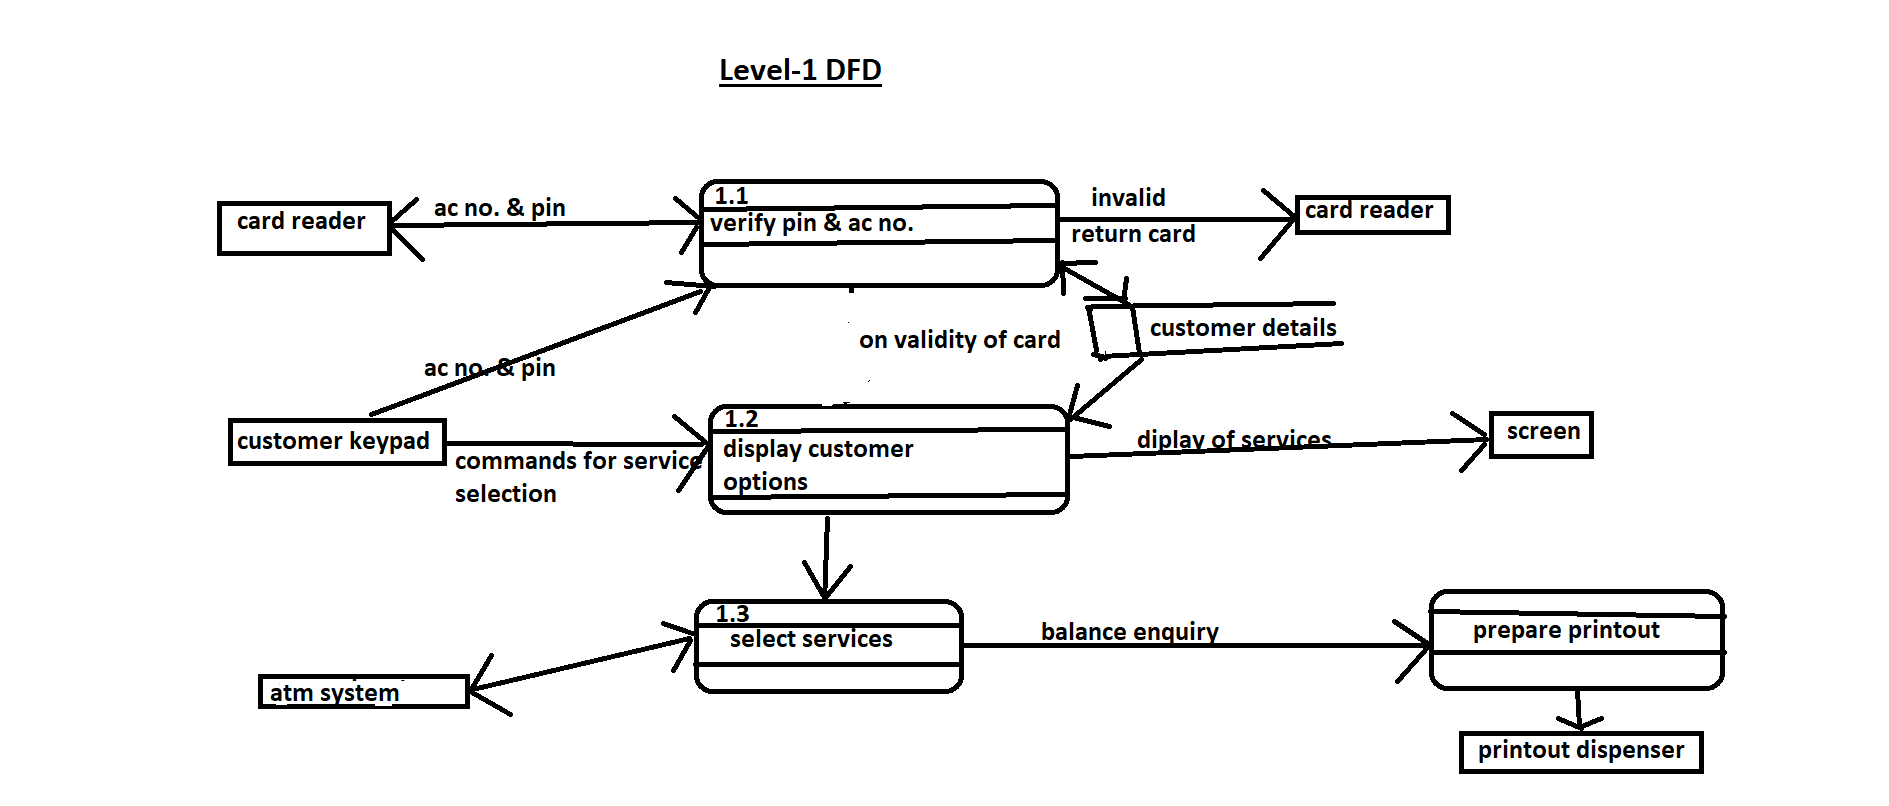 Level-1 DFD
1.1
verify pin & ac no.
card reader
ac no. & pin
invalid
return card
card reader
on validity of card
customer details
ac no. & pin
customer keypad
commands for service
selection
1.2
display customer
options
diplay of services
screen
1.3
select services
balance enquiry
prepare printout
atm system
printout dispenser